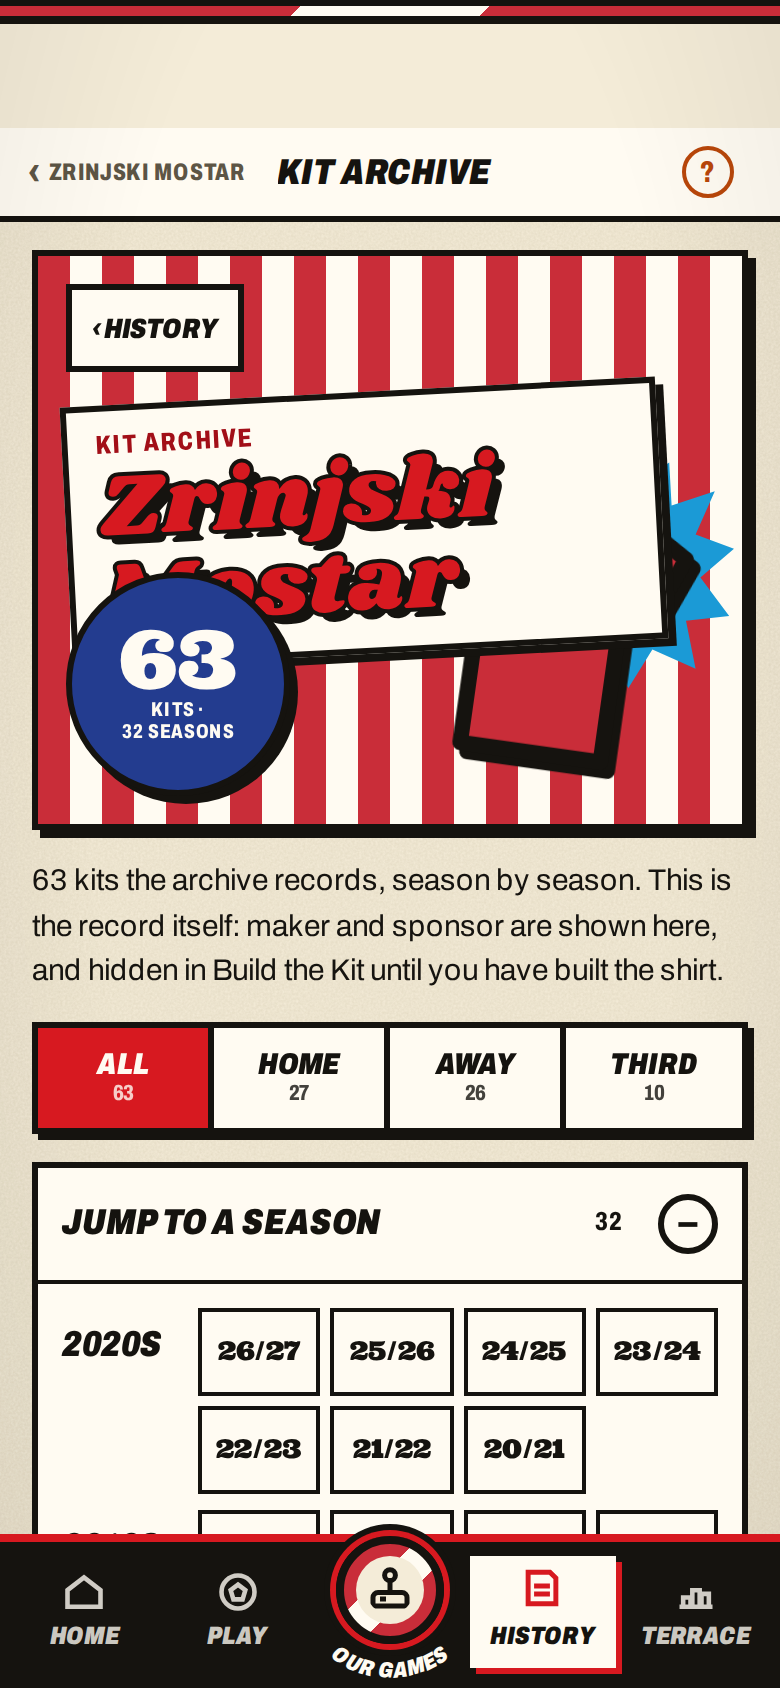 ‹ ZRINJSKI MOSTAR
KIT ARCHIVE
?
‹HISTORY
KIT ARCHIVE
Zrinjski
Mostar
63
KITS ·
32 SEASONS
63 kits the archive records, season by season. This is
the record itself: maker and sponsor are shown here,
and hidden in Build the Kit until you have built the shirt.
ALL
63
HOME
27
AWAY
26
THIRD
10
JUMP TO A SEASON
32
2020S
26/27
25/26
24/25
23/24
22/23
21/22
20/21
HOME
PLAY
OUR GAMES
HISTORY
TERRACE